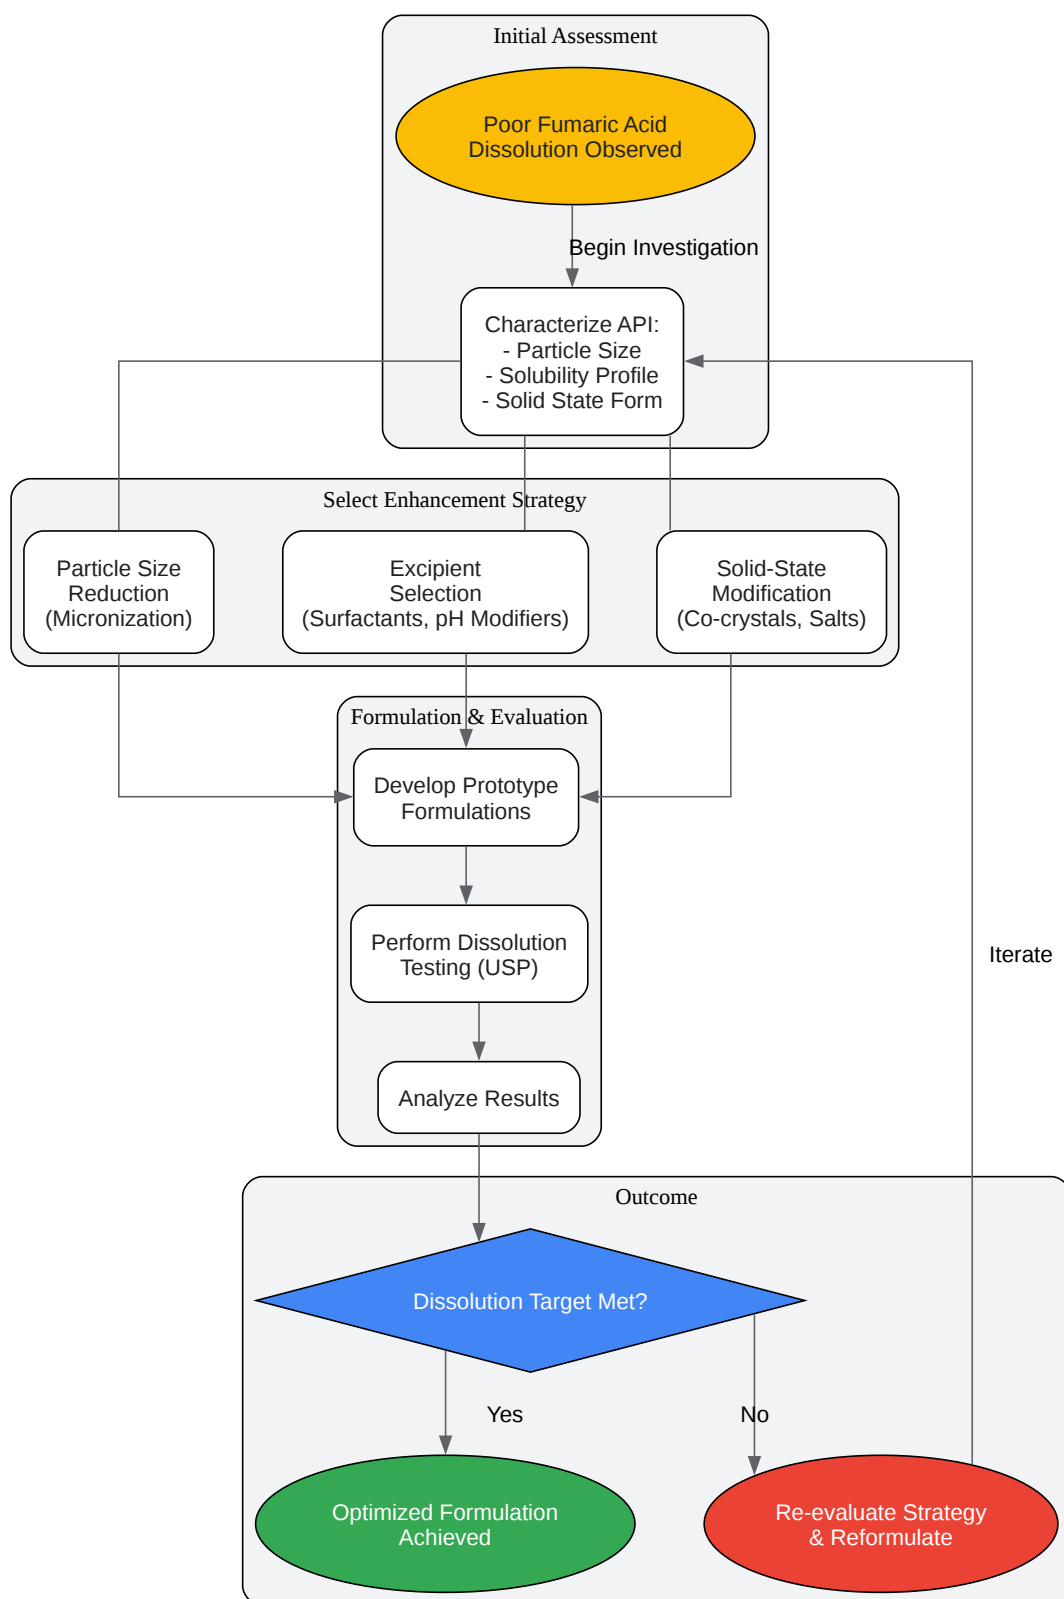 Initial Assessment
Poor Fumaric Acid
Dissolution Observed
Begin Investigation
Characterize API:
- Particle Size
- Solubility Profile
- Solid State Form
Select Enhancement Strategy
Particle Size
Reduction
(Micronization)
Excipient
Selection
(Surfactants, pH Modifiers)
Solid-State
Modification
(Co-crystals, Salts)
Formulation & Evaluation
Develop Prototype
Formulations
Perform Dissolution
Testing (USP)
Iterate
Analyze Results
Outcome
Dissolution Target Met?
Yes
No
Optimized Formulation
Achieved
Re-evaluate Strategy
& Reformulate